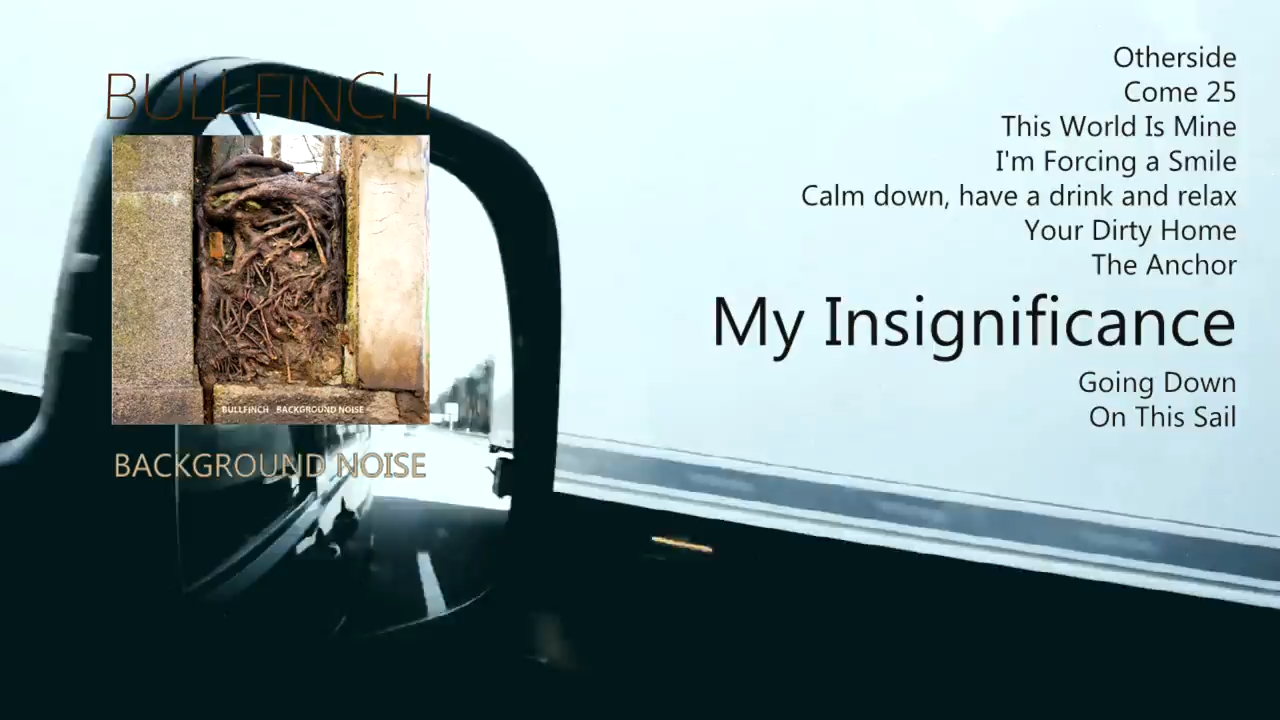 BULLFINCH
BULLFINCH BACKGROUND NOISE
BACKGROUND NOISE
Otherside
Come 25
This World Is Mine
I'm Forcing a Smile
Calm down, have a drink and relax
Your Dirty Home
The Anchor
My Insignificance
Going Down
On This Sail